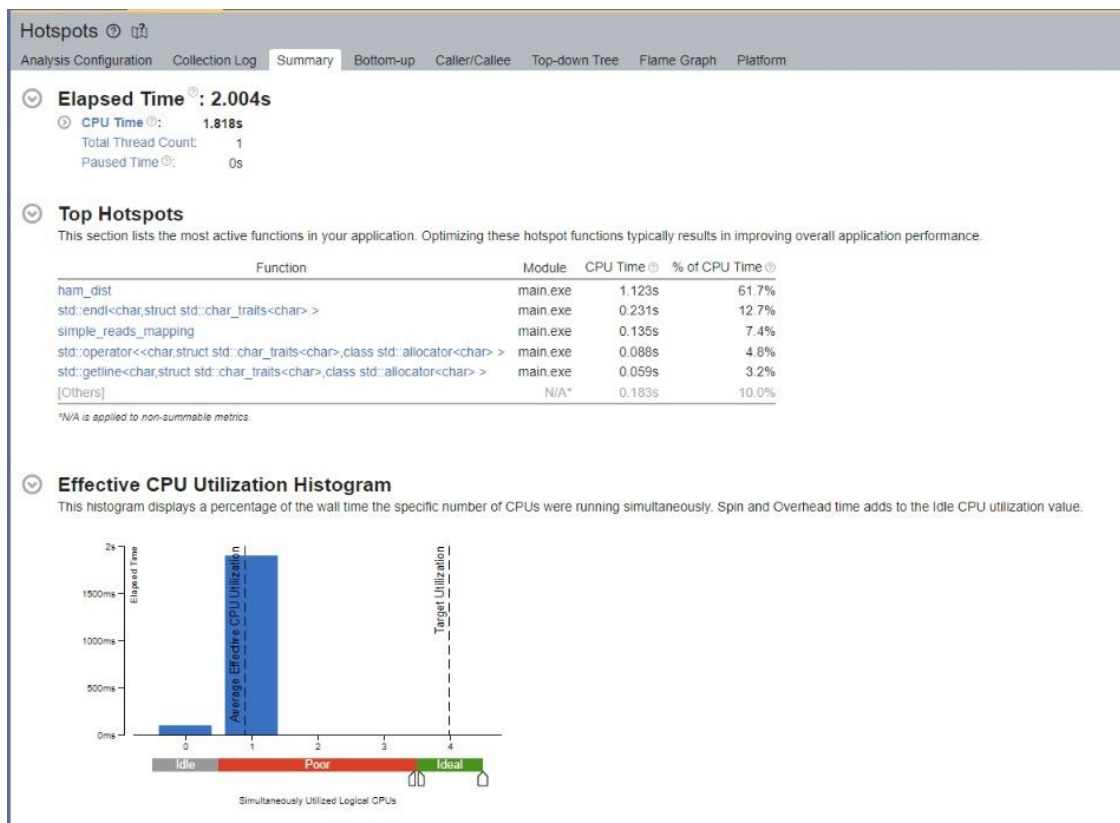 Hotspots
Analysis Configuration Collection Log Summary Bottom-up Caller/Callee Top-down Tree Flame Graph Platform
Elapsed Time : 2.004s
CPU Time : 1.818s
Total Thread Count: 1
Paused Time : 0s
Top Hotspots
This section lists the most active functions in your application. Optimizing these hotspot functions typically results in improving overall application performance.
Function Module CPU Time % of CPU Time
ham_dist main.exe 1.123s 61.7%
std::endl<char,struct std::char_traits<char> > main.exe 0.231s 12.7%
simple_reads_mapping main.exe 0.135s 7.4%
std::operator<<char,struct std::char_traits<char>,class std::allocator<char> > main.exe 0.088s 4.8%
std::getline<char,struct std::char_traits<char>,class std::allocator<char> > main.exe 0.059s 3.2%
[Others] N/A* 0.183s 10.0%
*N/A is applied to non-summable metrics.
Effective CPU Utilization Histogram
This histogram displays a percentage of the wall time the specific number of CPUs were running simultaneously. Spin and Overhead time adds to the Idle CPU utilization value.
2s
1500ms
1000ms
500ms
0ms
Elapsed Time
Average Effective CPU Utilization
Target Utilization
0 1 2 3 4
Idle Poor Ideal
Simultaneously Utilized Logical CPUs